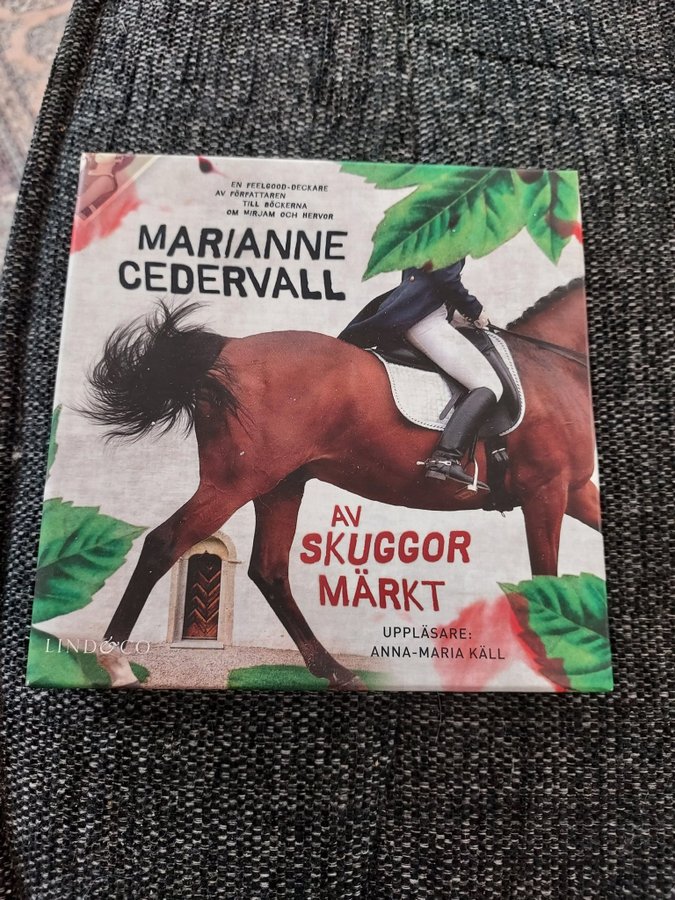 EN FEELGOOD-DECKARE
AV FÖRFATTAREN
TILL BÖCKERNA
OM MIRJAM OCH HERVOR
MARIANNE
CEDERVALL
AV
SKUGGOR
MÄRKT
UPPLÄSARE:
ANNA-MARIA KÄLL
LIND&CO